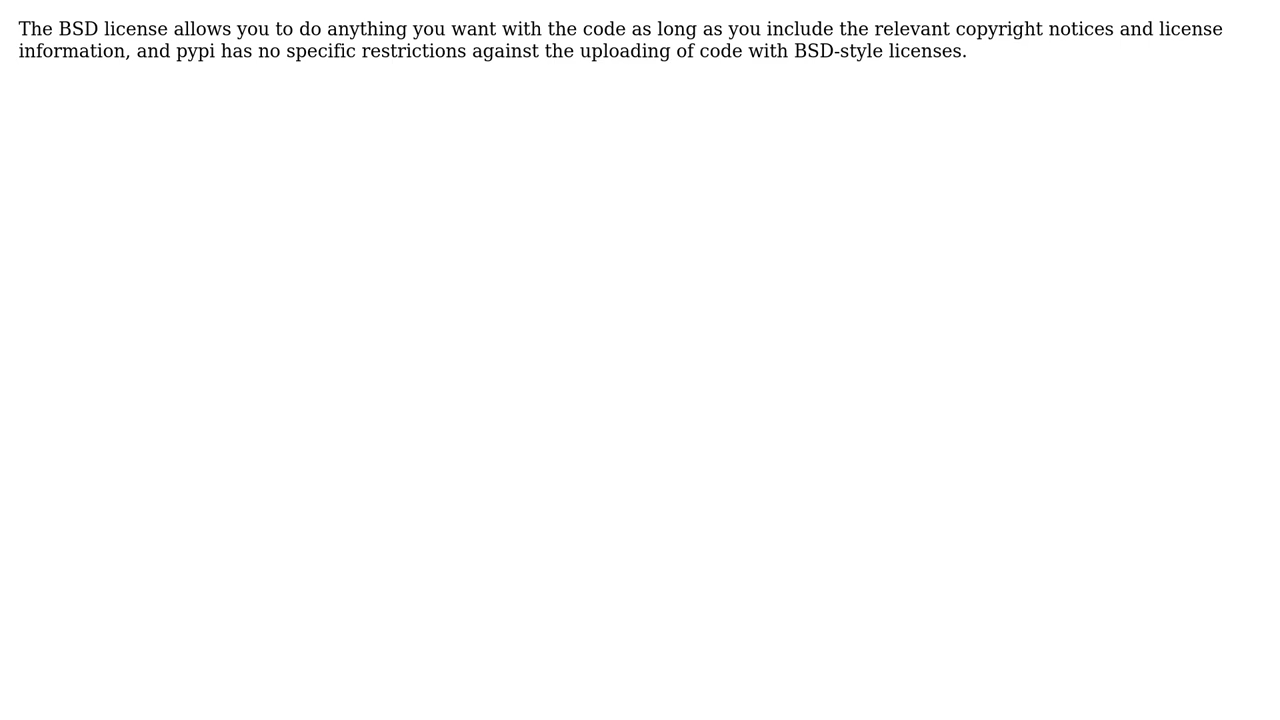 The BSD license allows you to do anything you want with the code as long as you include the relevant copyright notices and license
information, and pypi has no specific restrictions against the uploading of code with BSD-style licenses.